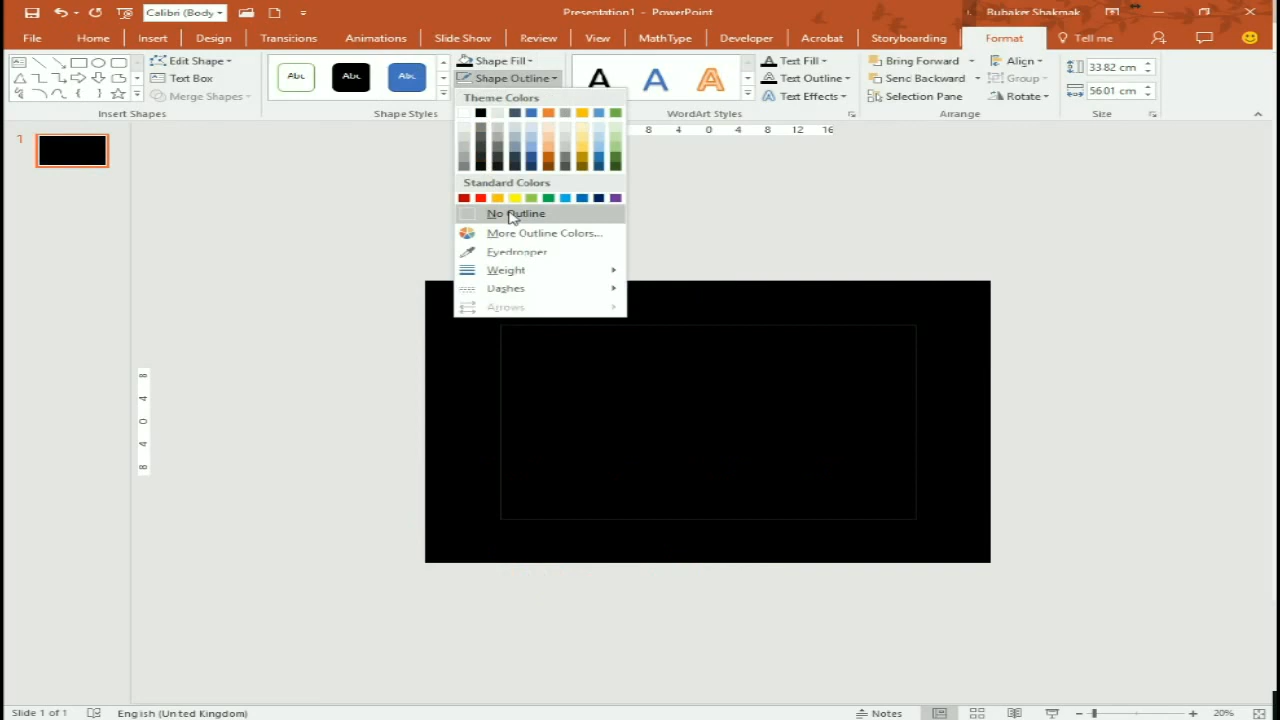 Calibri (Body
Presentation1 - PowerPoint
Bubaker Shakmak
File Home Insert Design Transitions Animations Slide Show Review View MathType Developer Acrobat Storyboarding Format Tell me
Edit Shape
Text Box
Merge Shapes
Insert Shapes
Abc Abc Abc
Shape Fill
Shape Outline
Shape Styles
A A A
Text Fill
Text Outline
Text Effects
WordArt Styles
Bring Forward
Send Backward
Selection Pane
Align
Group
Rotate
Arrange
33.82 cm
56.01 cm
Size
Theme Colors
Standard Colors
No Outline
More Outline Colors...
Eyedropper
Weight
Dashes
Arrows
8 4 0 4 8 12 16
1
8
4
0
4
8
Slide 1 of 1 English (United Kingdom) Notes 20%